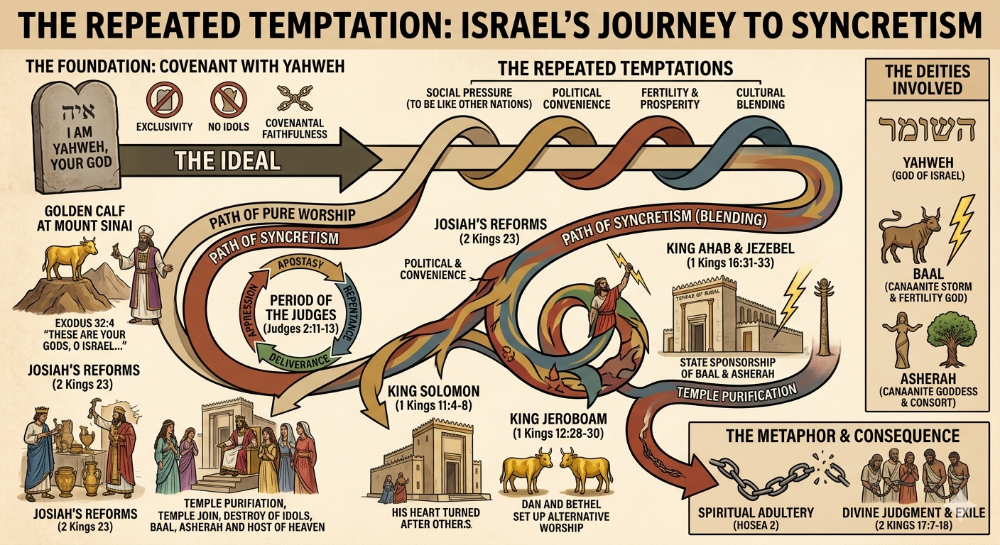 THE REPEATED TEMPTATION: ISRAEL'S JOURNEY TO SYNCRETISM
THE FOUNDATION: COVENANT WITH YAHWEH
איה
I AM
YAHWEH,
YOUR GOD
EXCLUSIVITY
NO IDOLS
COVENANTAL
FAITHFULNESS
THE IDEAL
THE REPEATED TEMPTATIONS
SOCIAL PRESSURE
(TO BE LIKE OTHER NATIONS)
POLITICAL
CONVENIENCE
FERTILITY &
PROSPERITY
CULTURAL
BLENDING
THE DEITIES
INVOLVED
השומר
YAHWEH
(GOD OF ISRAEL)
BAAL
(CANAANITE STORM
& FERTILITY GOD)
ASHERAH
(CANAANITE GODDESS
& CONSORT)
GOLDEN CALF
AT MOUNT SINAI
EXODUS 32:4
"THESE ARE YOUR
GODS, O ISRAEL..."
PATH OF PURE WORSHIP
PATH OF SYNCRETISM
APOSTASY
REPENTANCE
DELIVERANCE
APPRESSION
PERIOD OF
THE JUDGES
(Judges 2:11-13)
JOSIAH'S REFORMS
(2 Kings 23)
POLITICAL &
CONVENIENCE
PATH OF SYNCRETISM (BLENDING)
KING AHAB & JEZEBEL
(1 Kings 16:31-33)
STATE SPONSORSHIP
OF BAAL & ASHERAH
TEMPLE PURIFICATION
JOSIAH'S REFORMS
(2 Kings 23)
JOSIAH'S REFORMS
(2 Kings 23)
TEMPLE PURIFIATION,
TEMPLE JOIN, DESTROY OF IDOLS,
BAAL, ASHERAH AND HOST OF HEAVEN
KING SOLOMON
(1 Kings 11:4-8)
HIS HEART TURNED
AFTER OTHER.S.
KING JEROBOAM
(1 Kings 12:28-30)
DAN AND BETHEL
SET UP ALTERNATIVE
WORSHIP
THE METAPHOR & CONSEQUENCE
SPIRITUAL ADULTERY
(HOSEA 2)
DIVINE JUDGMENT & EXILE
(2 KINGS 17:7-18)